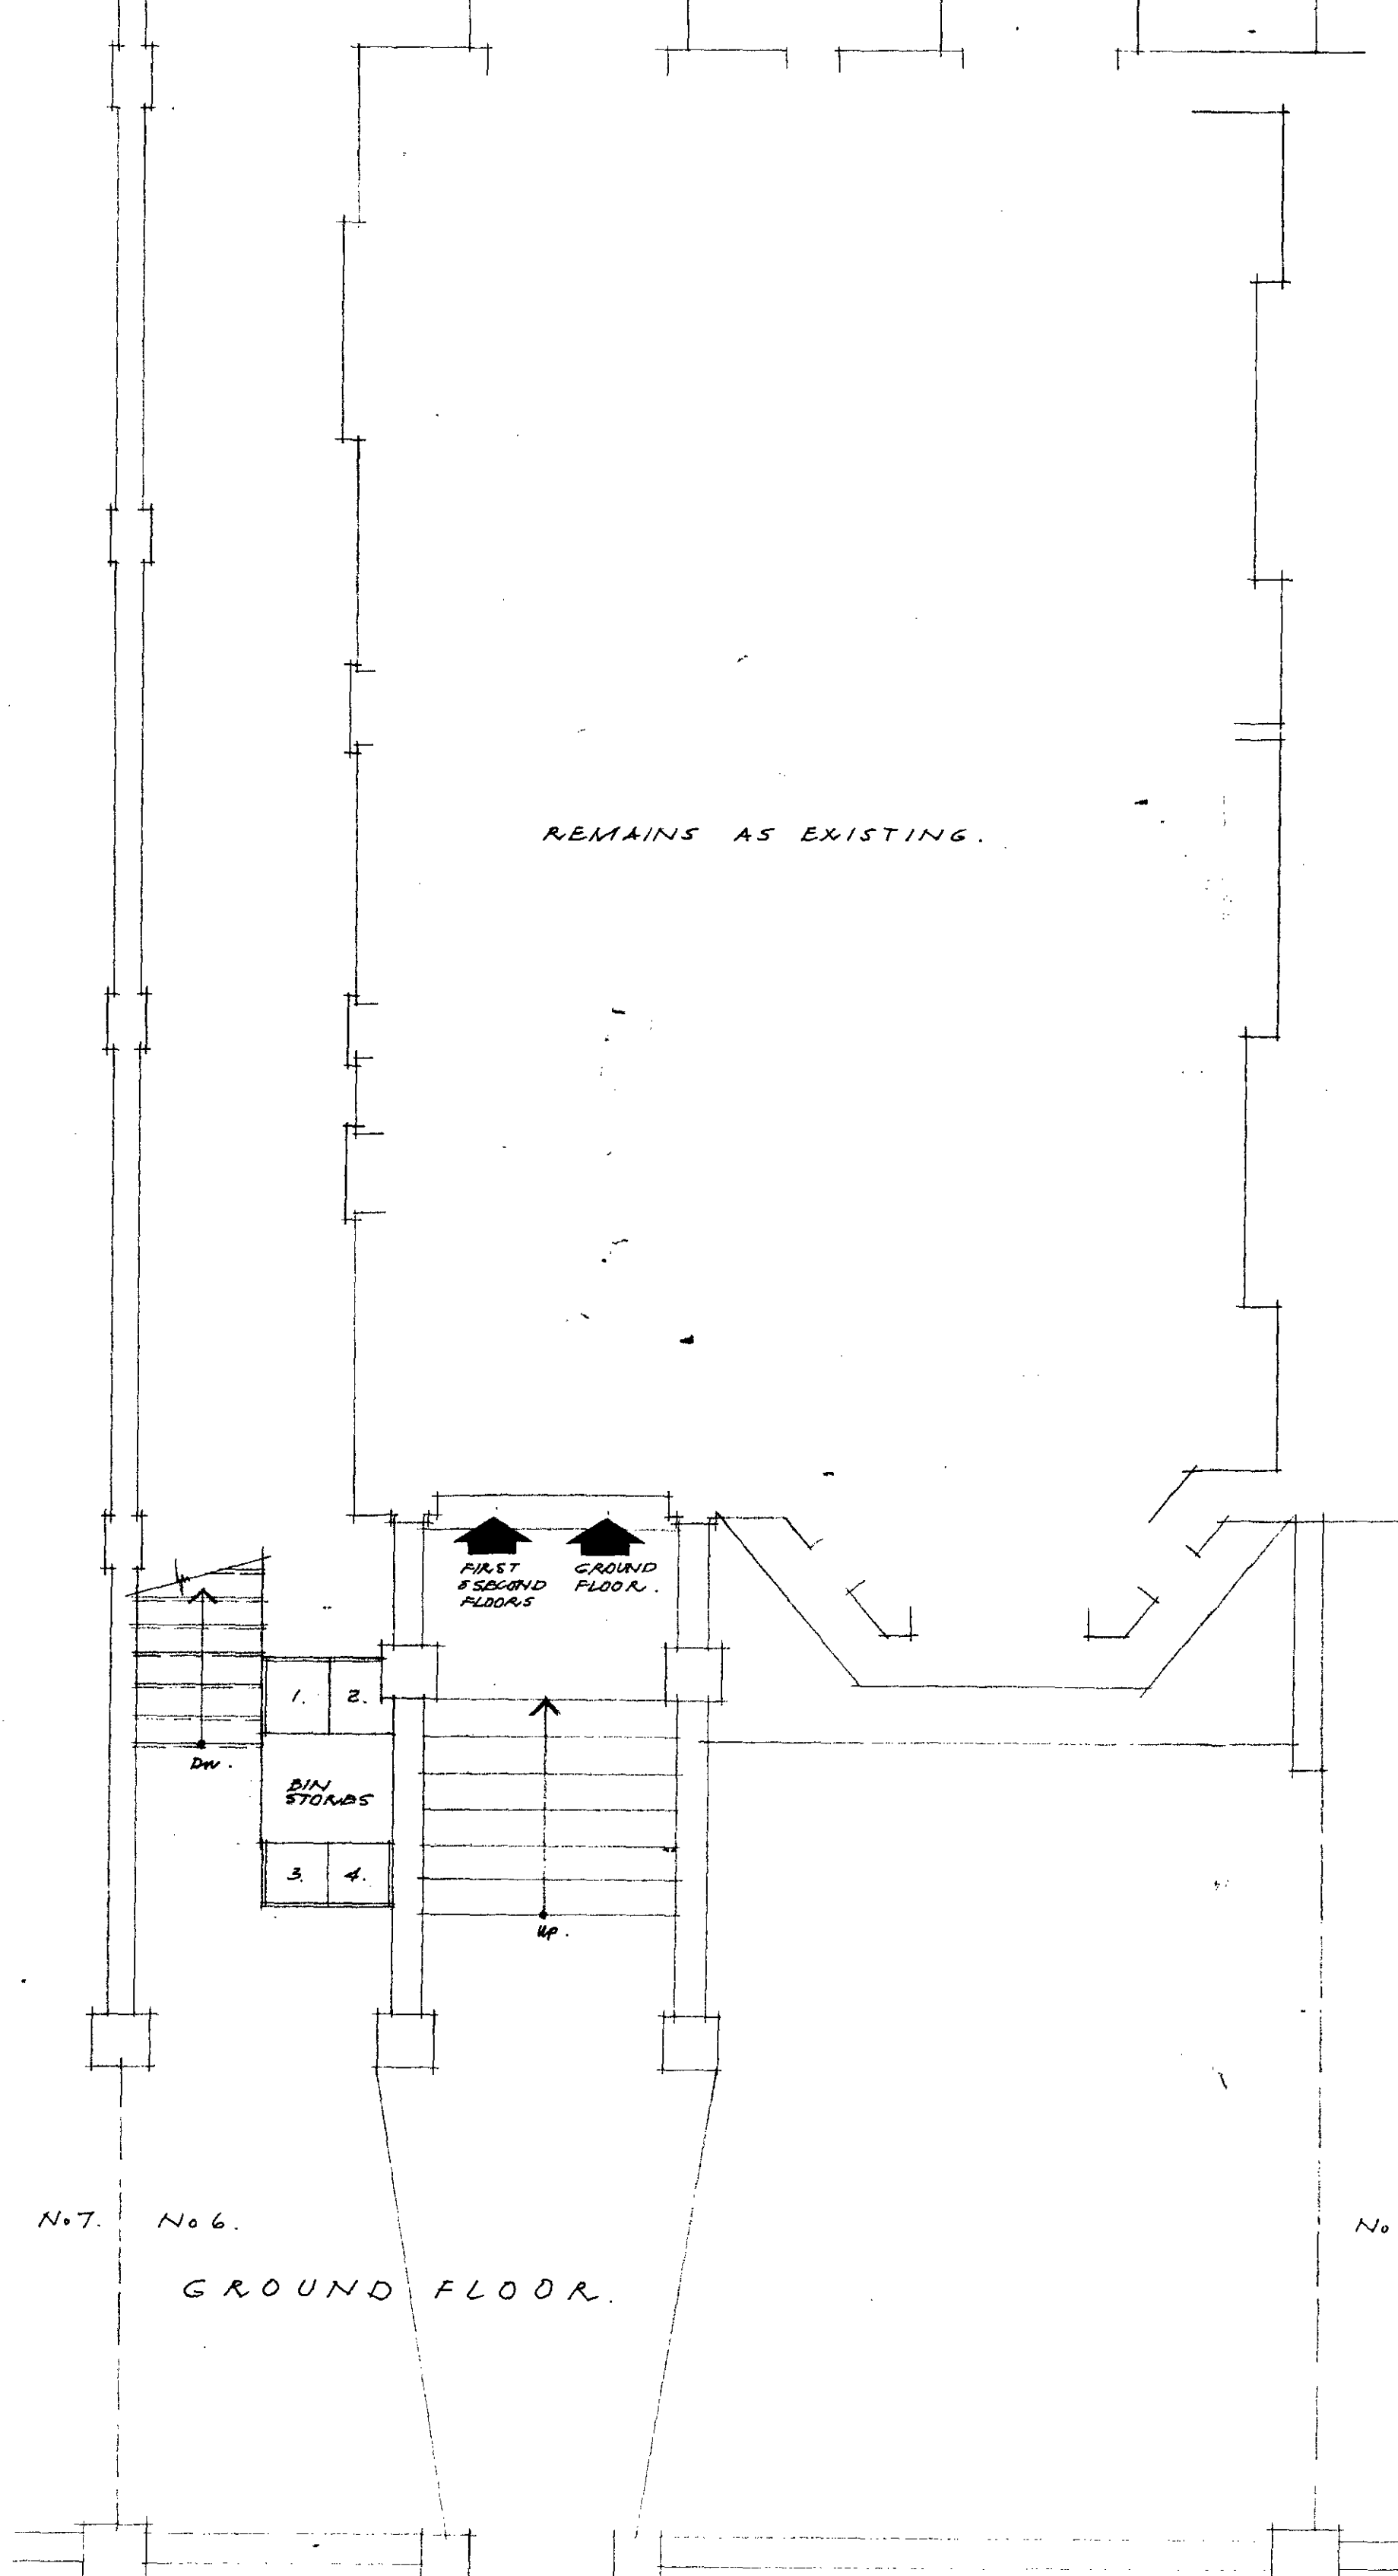 REMAINS AS EXISTING.
FIRST
& SECOND
FLOORS
GROUND
FLOOR.
1. 2.
Dn.
BIN
STORES
3. 4.
UP.
No 7. No 6.
No
GROUND FLOOR.